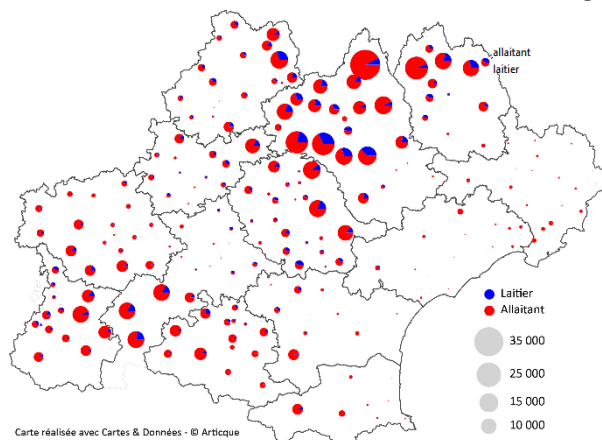 allaitant
laitier
Laitier
Allaitant
35 000
25 000
15 000
10 000
Carte réalisée avec Cartes & Données - © Articque